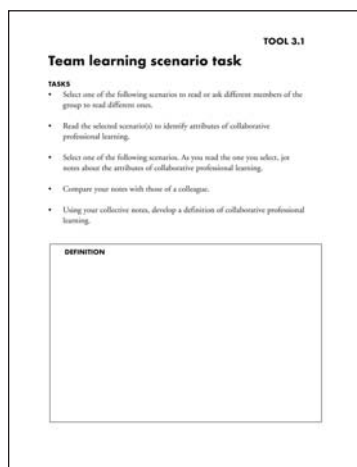 TOOL 3.1
Team learning scenario task
TASKS
• Select one of the following scenarios to read or ask different members of the
group to read different ones.
• Read the selected scenario(s) to identify attributes of collaborative
professional learning.
• Select one of the following scenarios. As you read the one you select, jot
notes about the attributes of collaborative professional learning.
• Compare your notes with those of a colleague.
• Using your collective notes, develop a definition of collaborative professional
learning.
DEFINITION